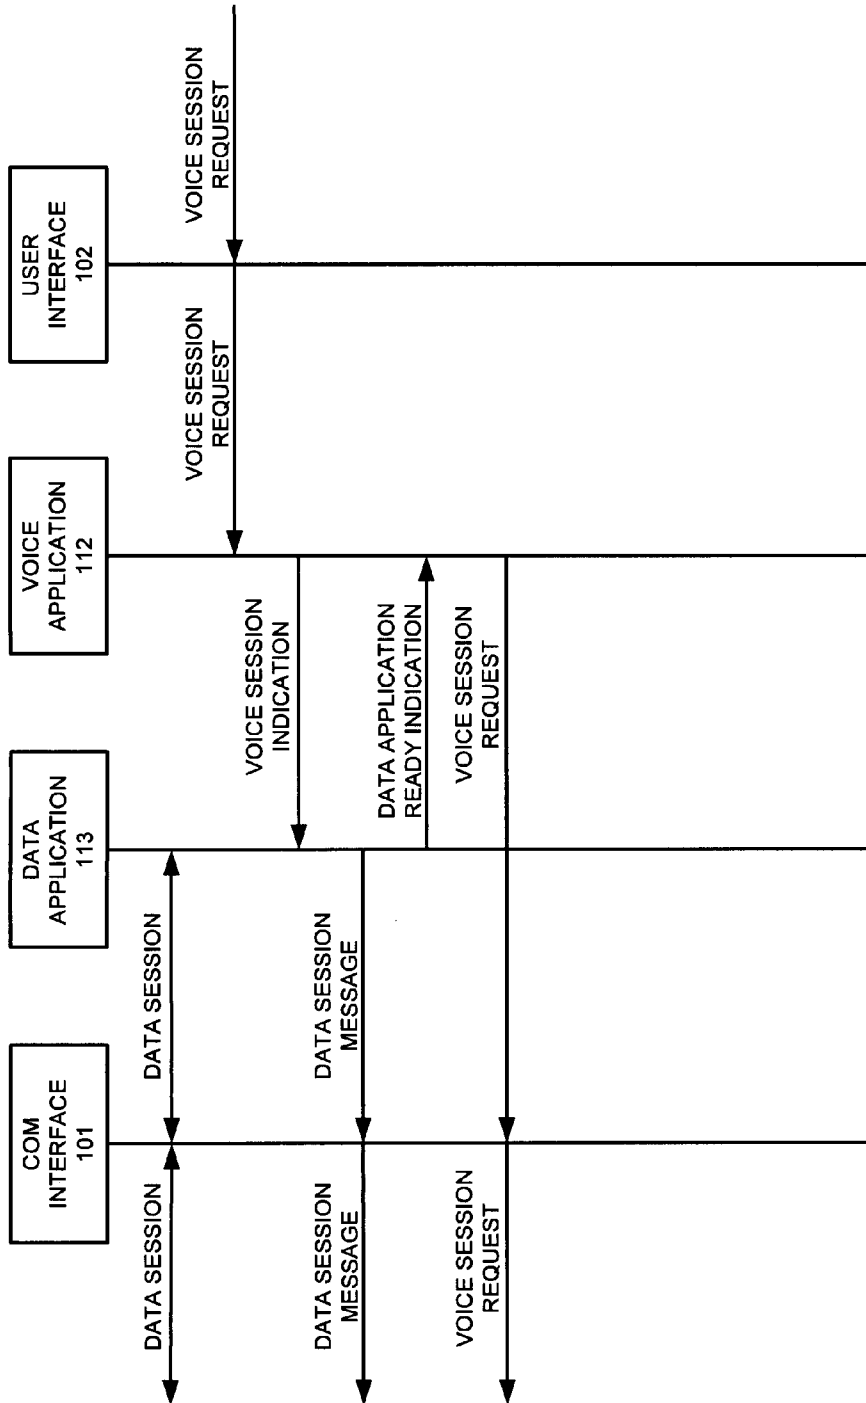 COM
INTERFACE
101
DATA
APPLICATION
113
VOICE
APPLICATION
112
USER
INTERFACE
102
DATA SESSION
DATA SESSION
VOICE SESSION
REQUEST
VOICE SESSION
REQUEST
VOICE SESSION
INDICATION
DATA SESSION
MESSAGE
DATA SESSION
MESSAGE
DATA APPLICATION
READY INDICATION
VOICE SESSION
REQUEST
VOICE SESSION
REQUEST